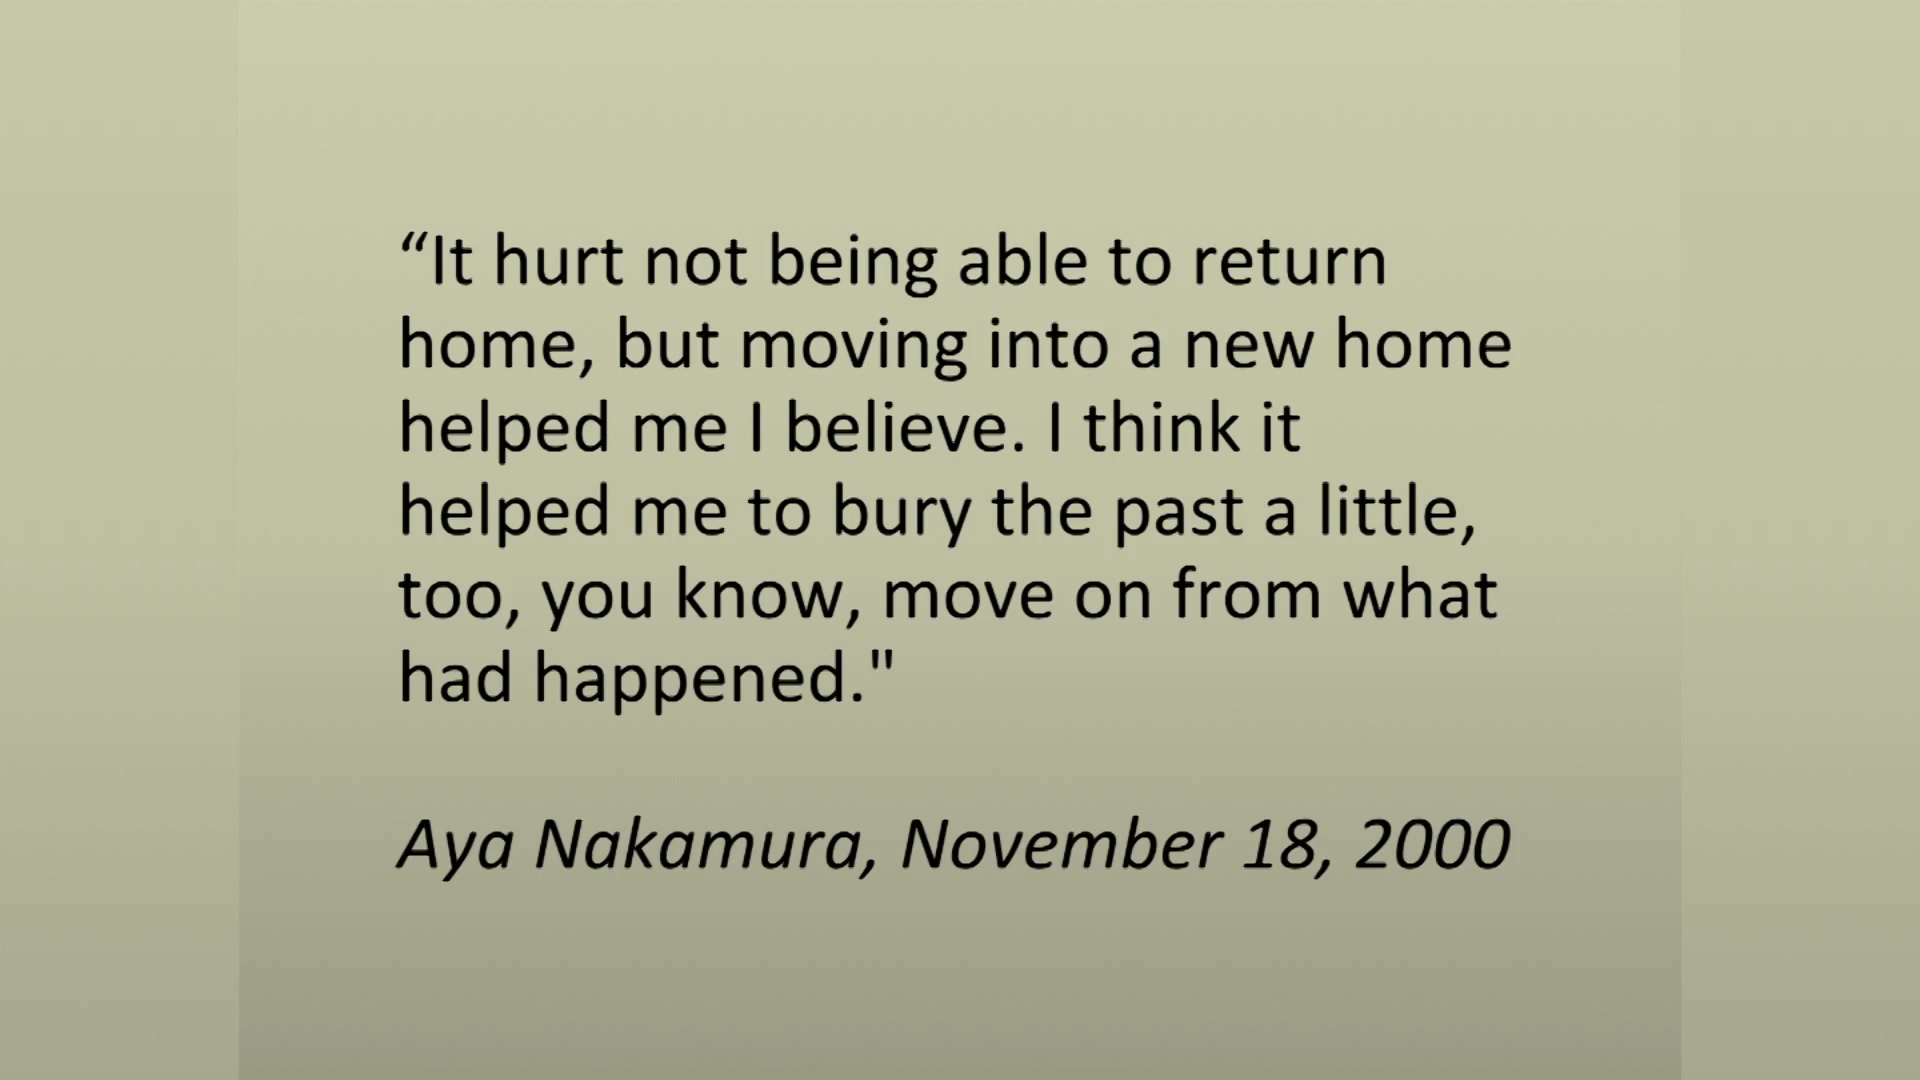 “It hurt not being able to return
home, but moving into a new home
helped me I believe. I think it
helped me to bury the past a little,
too, you know, move on from what
had happened."
Aya Nakamura, November 18, 2000